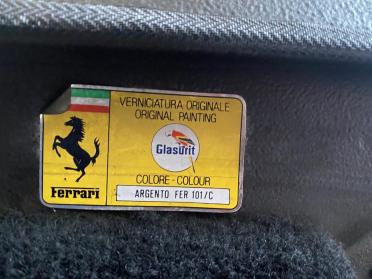 VERNICIATURA ORIGINALE
ORIGINAL PAINTING
Glasurit
COLORE - COLOUR
ARGENTO FER 101/C
Ferrari